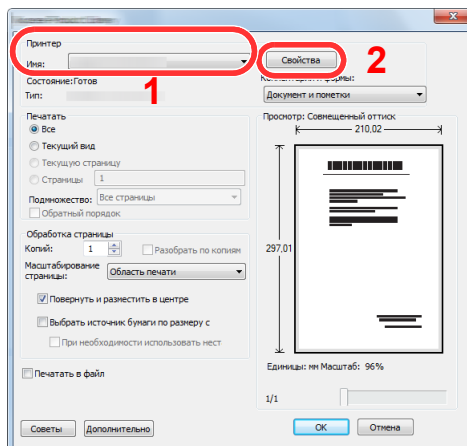 Принтер
Имя:
1
Свойства
2
Состояние:Готов
Тип:
Комментарии и формы:
Документ и пометки
Печатать
Все
Текущий вид
Текущую страницу
Страницы 1
Подмножество: Все страницы
Обратный порядок
Обработка страницы
Копий: 1 Разобрать по копиям
Масштабирование
страницы: Область печати
Повернуть и разместить в центре
Выбрать источник бумаги по размеру с
При необходимости использовать нест
Печатать в файл
Просмотр: Совмещенный оттиск
210,02
297,01
Единицы: мм Масштаб: 96%
1/1
Советы Дополнительно
OK Отмена